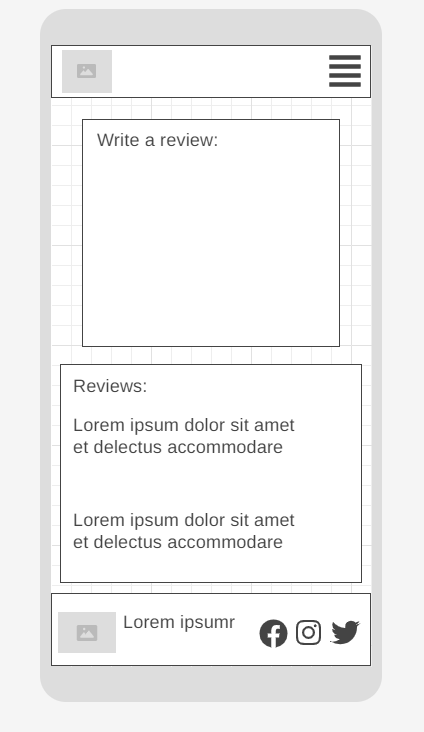 Write a review:
Reviews:
Lorem ipsum dolor sit amet
et delectus accommodare
Lorem ipsum dolor sit amet
et delectus accommodare
Lorem ipsumr